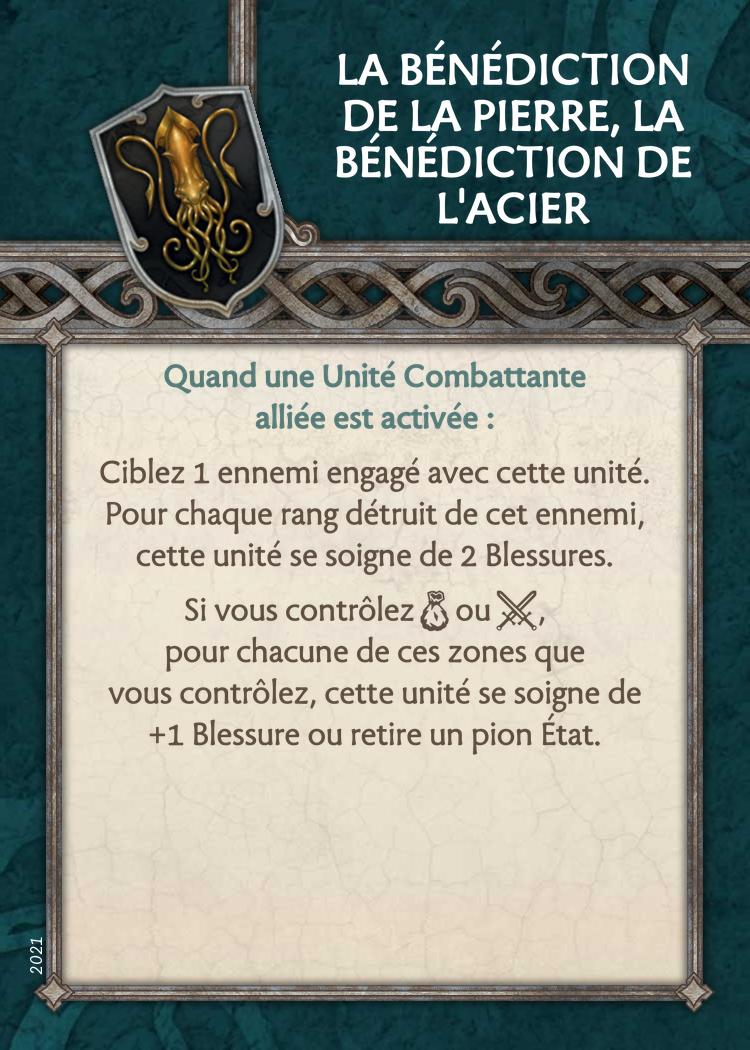 LA BÉNÉDICTION
DE LA PIERRE, LA
BÉNÉDICTION DE
L'ACIER
Quand une Unité Combattante
alliée est activée :
Ciblez 1 ennemi engagé avec cette unité.
Pour chaque rang détruit de cet ennemi,
cette unité se soigne de 2 Blessures.
Si vous contrôlez ou ,
pour chacune de ces zones que
vous contrôlez, cette unité se soigne de
+1 Blessure ou retire un pion État.
2021